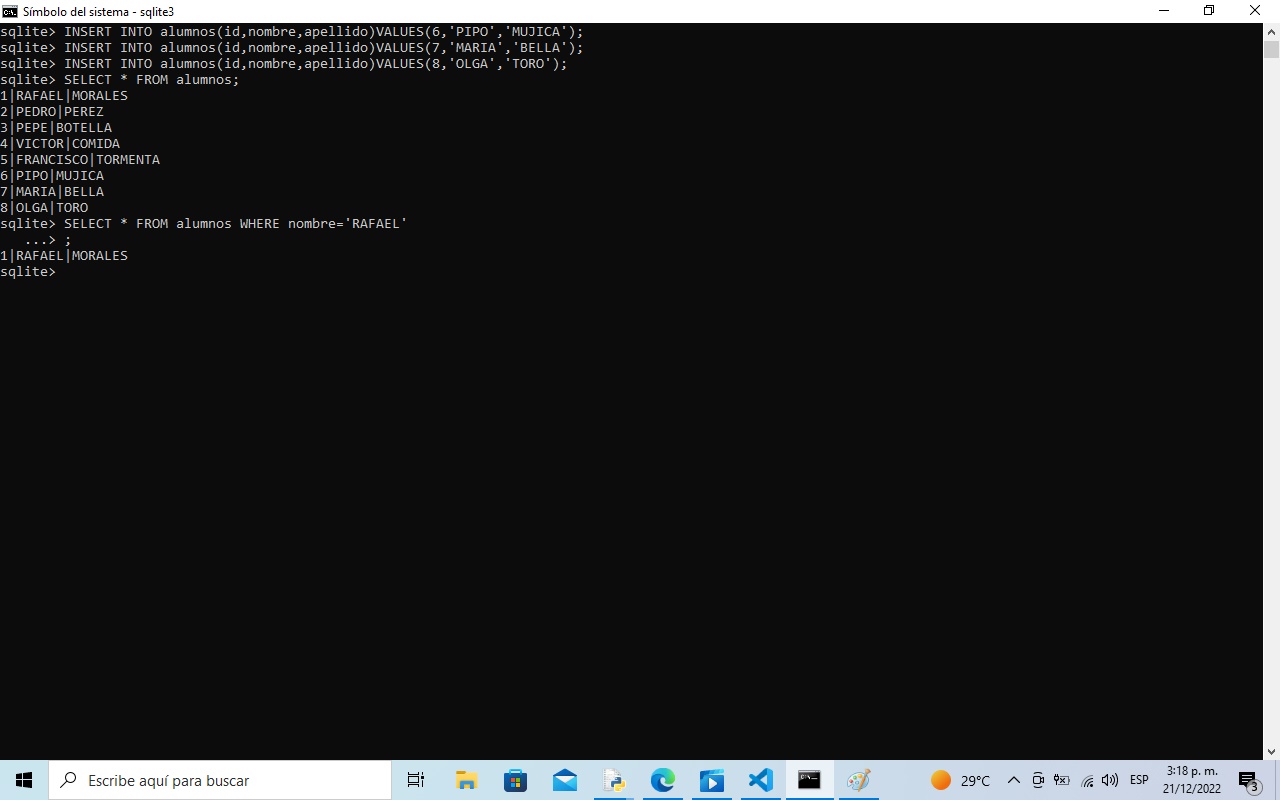 Símbolo del sistema - sqlite3
sqlite> INSERT INTO alumnos(id,nombre,apellido)VALUES(6,'PIPO','MUJICA');
sqlite> INSERT INTO alumnos(id,nombre,apellido)VALUES(7,'MARIA','BELLA');
sqlite> INSERT INTO alumnos(id,nombre,apellido)VALUES(8,'OLGA','TORO');
sqlite> SELECT * FROM alumnos;
1|RAFAEL|MORALES
2|PEDRO|PEREZ
3|PEPE|BOTELLA
4|VICTOR|COMIDA
5|FRANCISCO|TORMENTA
6|PIPO|MUJICA
7|MARIA|BELLA
8|OLGA|TORO
sqlite> SELECT * FROM alumnos WHERE nombre='RAFAEL'
   ...> ;
1|RAFAEL|MORALES
sqlite>
Escribe aquí para buscar
29°C
ESP
3:18 p. m.
21/12/2022
3